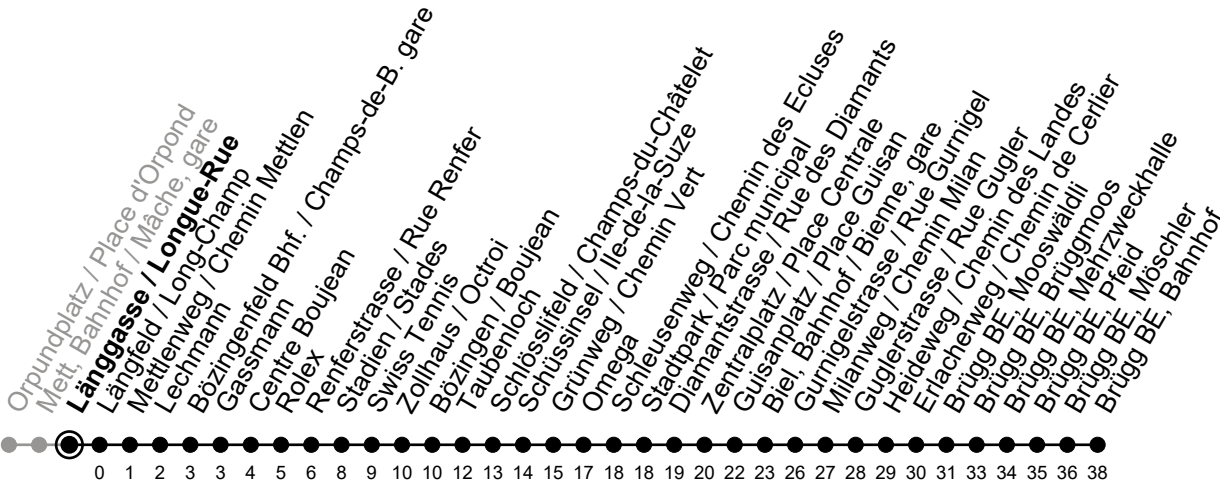 Orpundplatz / Place d'Orpond
Mett, Bahnhof / Mâche, gare
Länggasse / Longue-Rue
Längfeld / Long-Champ
Mettlenweg / Chemin Mettlen
Lechmann
Bözingenfeld Bhf. / Champs-de-B. gare
Gassmann
Centre Boujean
Rolex
Renferstrasse / Rue Renfer
Stadien / Stades
Swiss Tennis
Zollhaus / Octroi
Bözingen / Boujean
Taubenloch
Schlösslifeld / Champs-du-Châtelet
Schüssinsel / Ile-de-la-Suze
Grünweg / Chemin Vert
Omega
Schleusenweg / Chemin des Ecluses
Stadtpark / Parc municipal
Diamantstrasse / Rue des Diamants
Zentralplatz / Place Centrale
Guisanplatz / Place Guisan
Biel, Bahnhof / Bienne, gare
Gurnigelstrasse / Rue Gurnigel
Milanweg / Chemin Milan
Guglerstrasse / Rue Gugler
Heideweg / Chemin des Landes
Erlacherweg / Chemin de Cerlier
Brügg BE, Mooswäldli
Brügg BE, Brüggmoos
Brügg BE, Mehrzweckhalle
Brügg BE, Pfeid
Brügg BE, Möschler
Brügg BE, Bahnhof
0 1 2 3 3 4 5 6 8 9 10 10 12 13 14 15 17 18 18 19 20 22 23 26 27 28 29 30 31 33 34 35 36 38